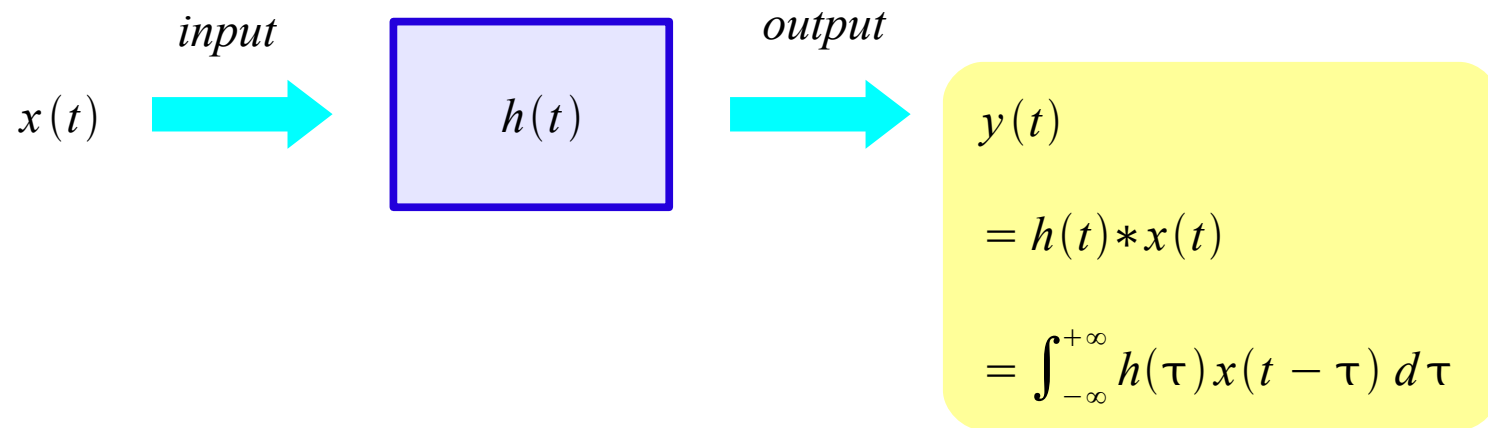 input
output
x(t)
h(t)
y(t)
= h(t)∗x(t)
= ∫_{−∞}^{+∞} h(τ)x(t − τ) dτ